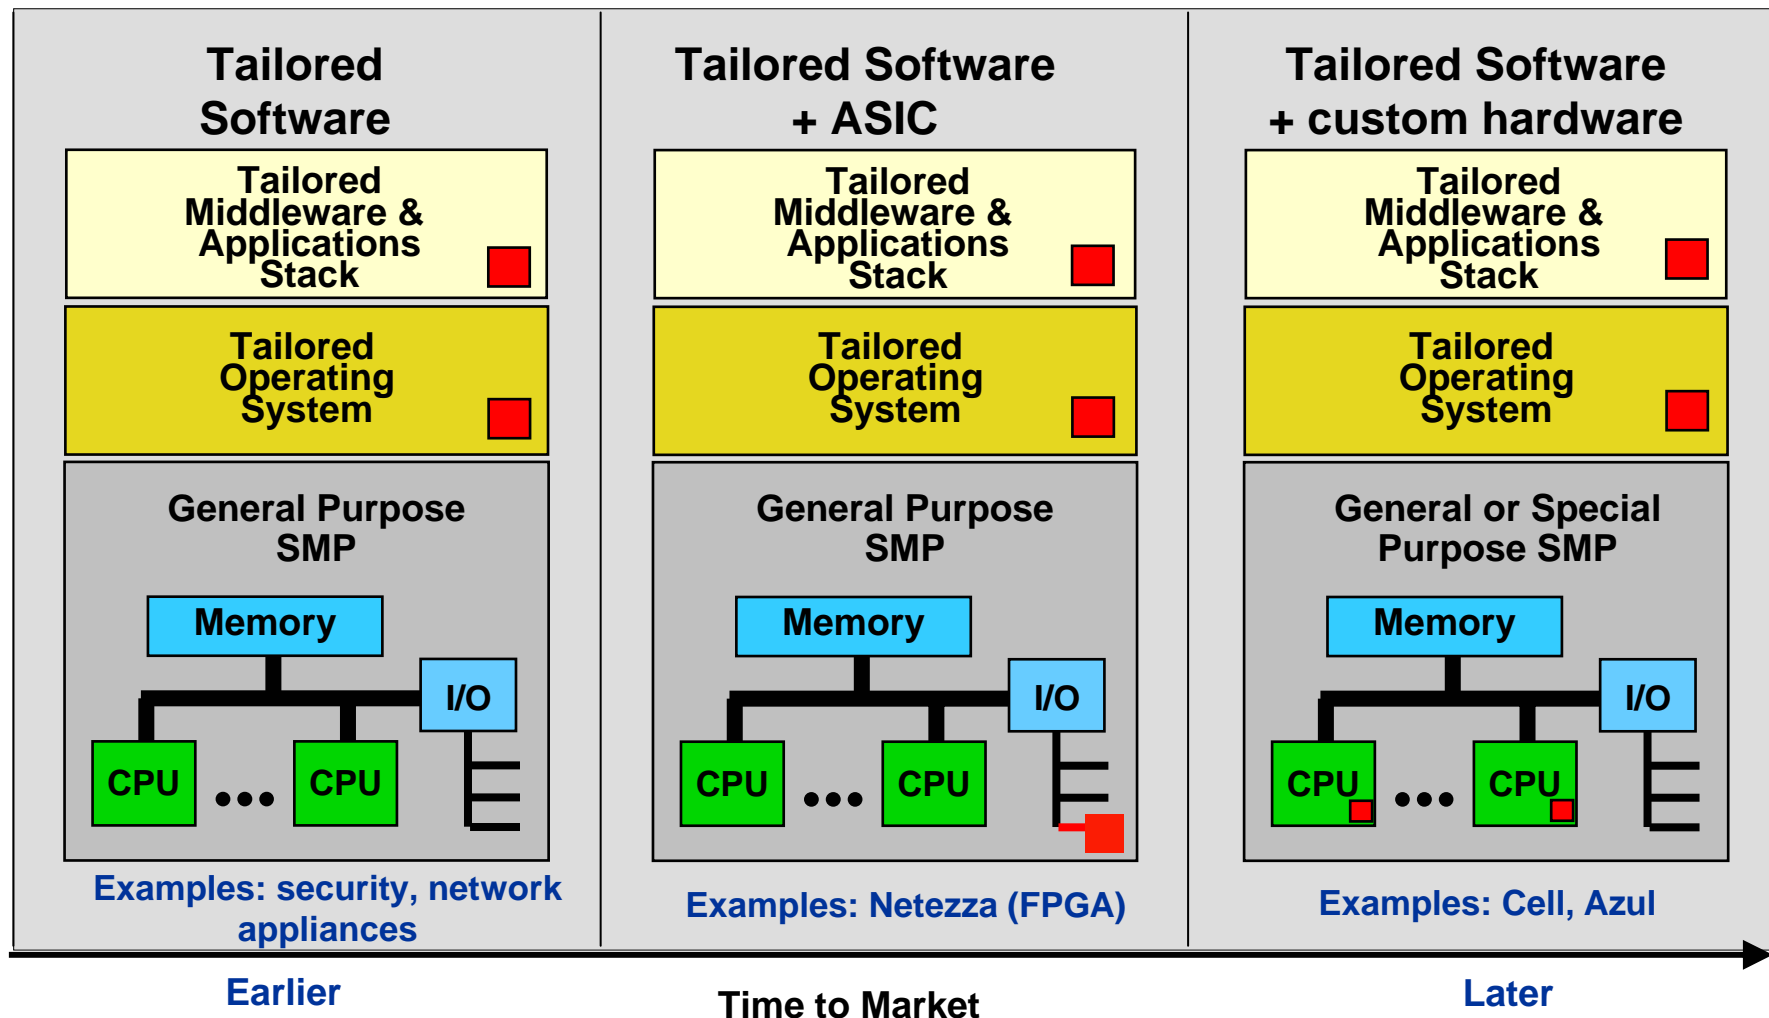 Tailored
Software
Tailored
Middleware &
Applications
Stack
Tailored
Operating
System
General Purpose
SMP
Memory
I/O
CPU
CPU
Examples: security, network
appliances
Tailored Software
+ ASIC
Tailored
Middleware &
Applications
Stack
Tailored
Operating
System
General Purpose
SMP
Memory
I/O
CPU
CPU
Examples: Netezza (FPGA)
Tailored Software
+ custom hardware
Tailored
Middleware &
Applications
Stack
Tailored
Operating
System
General or Special
Purpose SMP
Memory
I/O
CPU
CPU
Examples: Cell, Azul
Earlier
Time to Market
Later